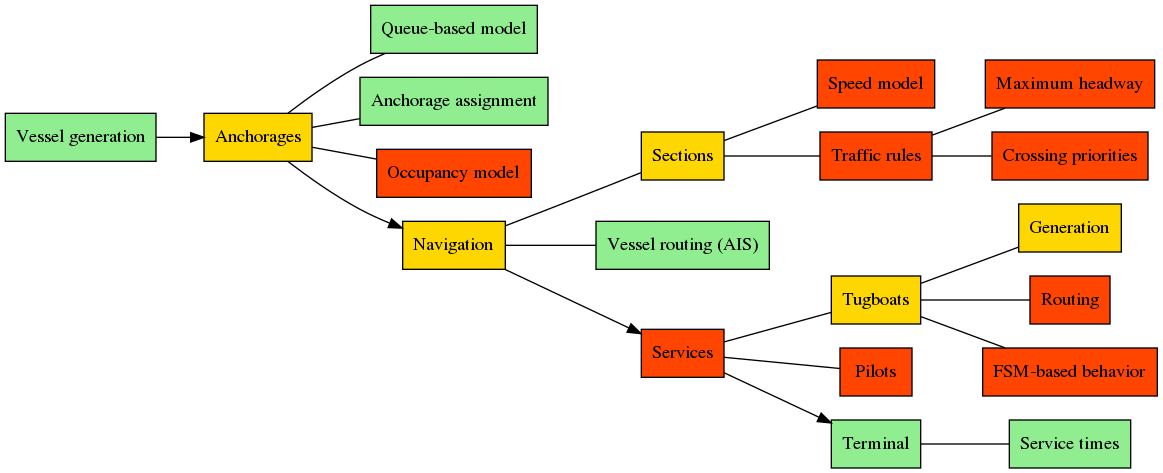 Queue-based model
Anchorage assignment
Vessel generation
Anchorages
Occupancy model
Navigation
Speed model
Maximum headway
Sections
Traffic rules
Crossing priorities
Vessel routing (AIS)
Generation
Tugboats
Routing
Services
Pilots
FSM-based behavior
Terminal
Service times